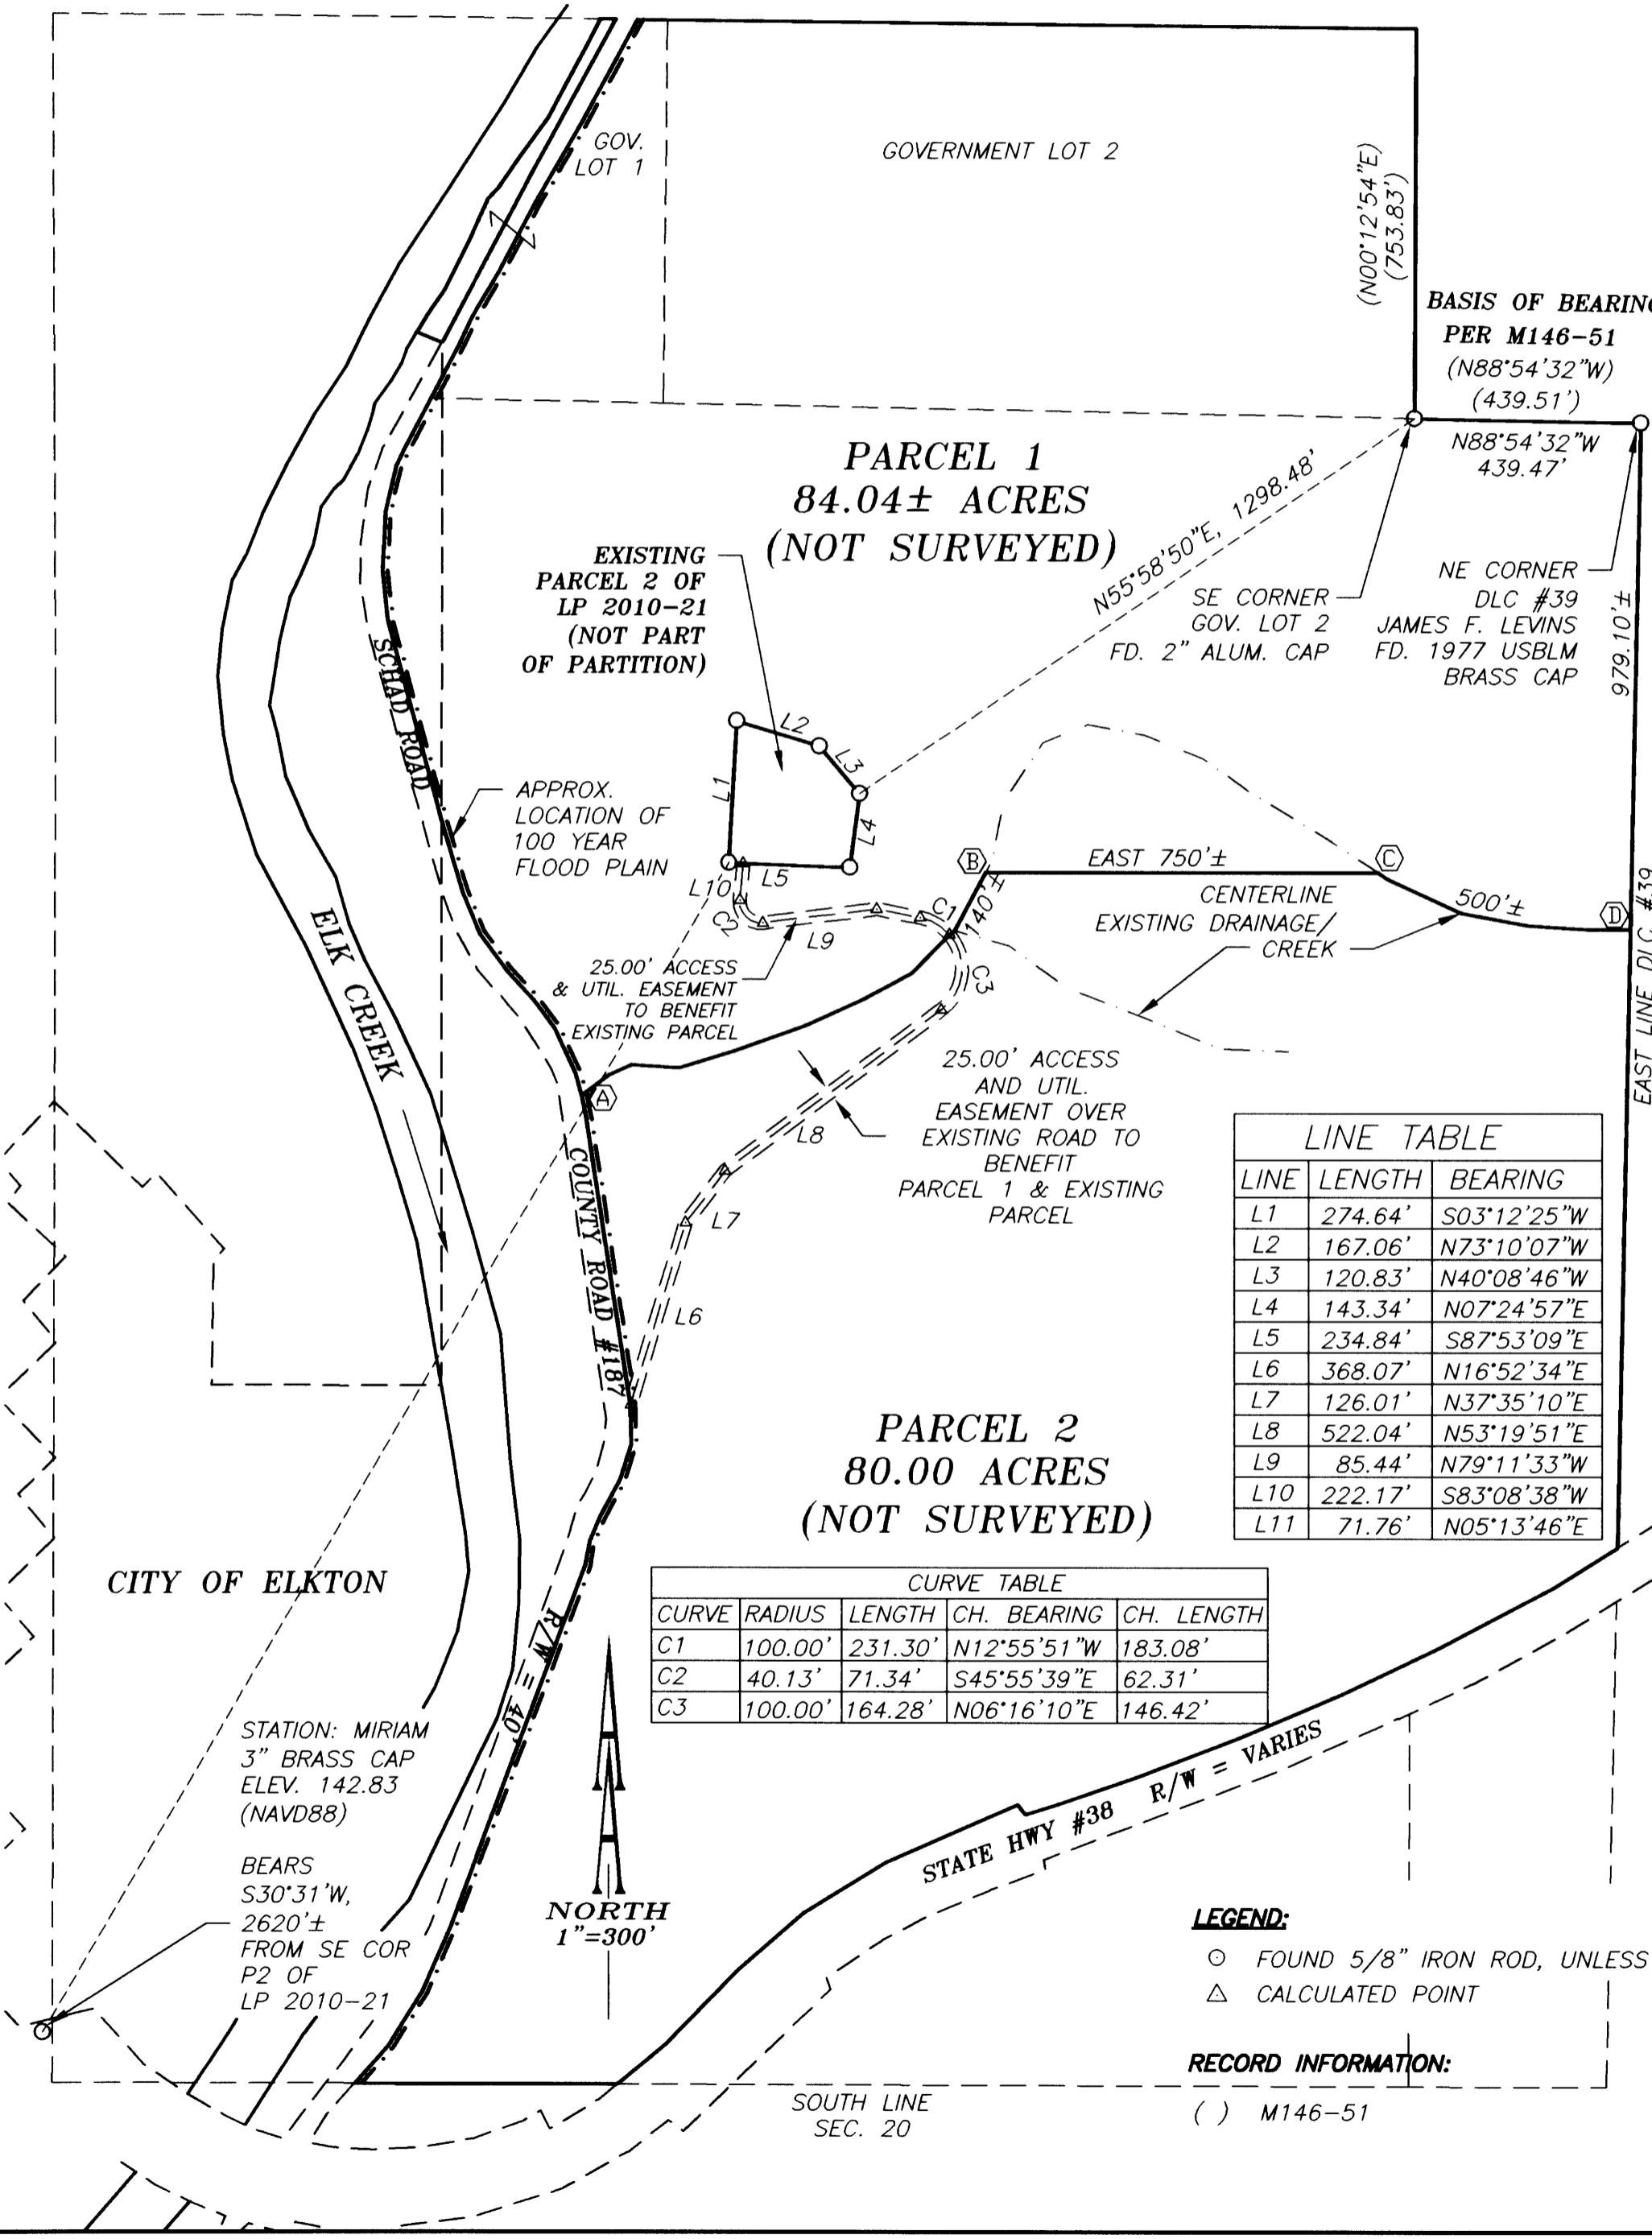 GOV.
LOT 1
GOVERNMENT LOT 2
(N00°12'54"E)
(753.83')
BASIS OF BEARING
PER M146-51
(N88°54'32"W)
(439.51')
N88°54'32"W
439.47'
PARCEL 1
84.04± ACRES
(NOT SURVEYED)
N55°58'50"E, 1298.48'
EXISTING
PARCEL 2 OF
LP 2010-21
(NOT PART
OF PARTITION)
SE CORNER
GOV. LOT 2
FD. 2" ALUM. CAP
NE CORNER
DLC #39
JAMES F. LEVINS
FD. 1977 USBLM
BRASS CAP
979.10'±
EAST LINE DLC #39
SCHAD ROAD
APPROX.
LOCATION OF
100 YEAR
FLOOD PLAIN
L1
L2
L3
L4
L5
L10
C2
L9
C1
140'±
C3
B
EAST 750'±
C
500'±
D
CENTERLINE
EXISTING DRAINAGE/
CREEK
25.00' ACCESS
& UTIL. EASEMENT
TO BENEFIT
EXISTING PARCEL
ELK CREEK
A
25.00' ACCESS
AND UTIL.
EASEMENT OVER
EXISTING ROAD TO
BENEFIT
PARCEL 1 & EXISTING
PARCEL
L8
L7
L6
COUNTY ROAD #187
LINE TABLE
LINE LENGTH BEARING
L1 274.64' S03°12'25"W
L2 167.06' N73°10'07"W
L3 120.83' N40°08'46"W
L4 143.34' N07°24'57"E
L5 234.84' S87°53'09"E
L6 368.07' N16°52'34"E
L7 126.01' N37°35'10"E
L8 522.04' N53°19'51"E
L9 85.44' N79°11'33"W
L10 222.17' S83°08'38"W
L11 71.76' N05°13'46"E
PARCEL 2
80.00 ACRES
(NOT SURVEYED)
CITY OF ELKTON
CURVE TABLE
CURVE RADIUS LENGTH CH. BEARING CH. LENGTH
C1 100.00' 231.30' N12°55'51"W 183.08'
C2 40.13' 71.34' S45°55'39"E 62.31'
C3 100.00' 164.28' N06°16'10"E 146.42'
R/W = 40'
STATION: MIRIAM
3" BRASS CAP
ELEV. 142.83
(NAVD88)
BEARS
S30°31'W,
2620'±
FROM SE COR
P2 OF
LP 2010-21
NORTH
1"=300'
STATE HWY #38 R/W = VARIES
LEGEND:
FOUND 5/8" IRON ROD, UNLESS
CALCULATED POINT
RECORD INFORMATION:
( ) M146-51
SOUTH LINE
SEC. 20